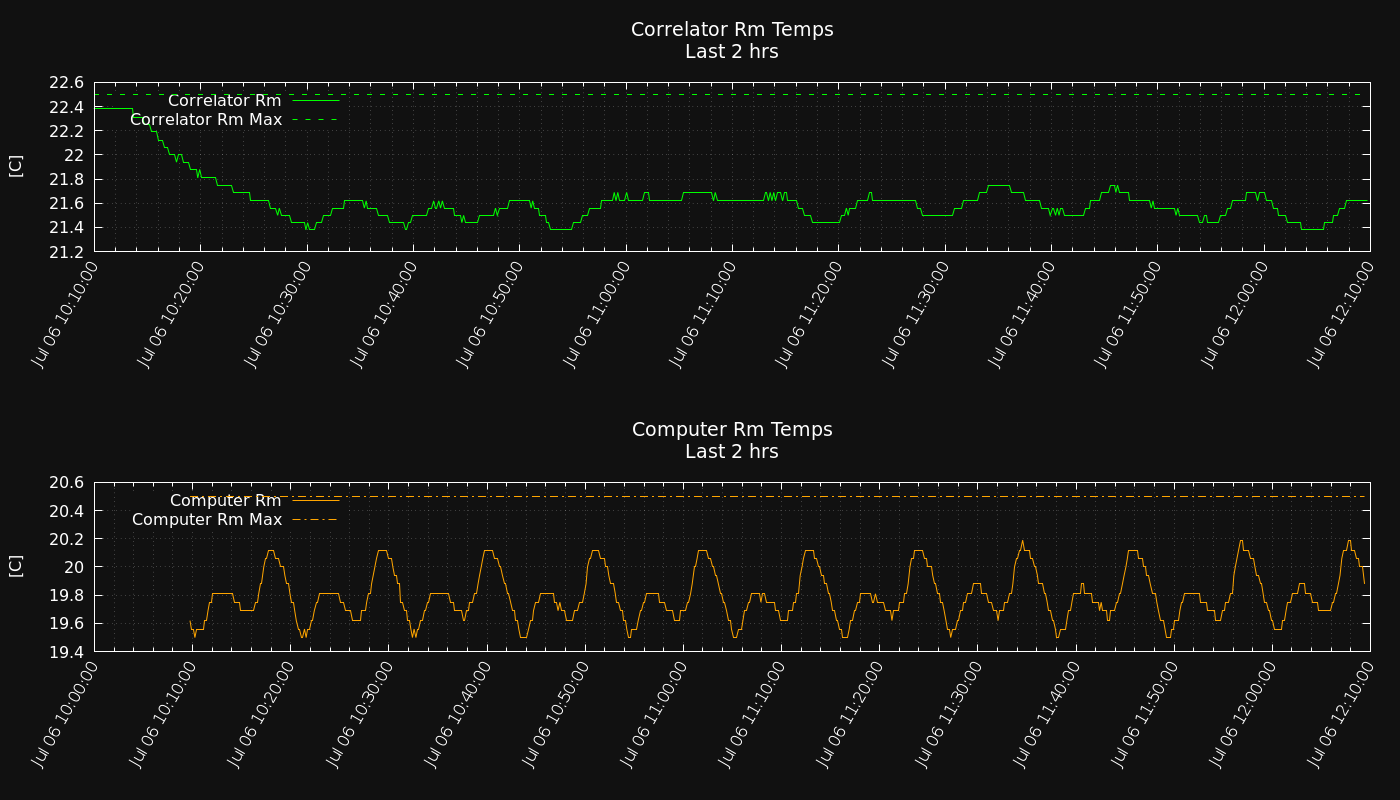 Correlator Rm Temps
Last 2 hrs
[C]
22.6
22.4
22.2
22
21.8
21.6
21.4
21.2
Correlator Rm
Correlator Rm Max
Jul 06 10:10:00
Jul 06 10:20:00
Jul 06 10:30:00
Jul 06 10:40:00
Jul 06 10:50:00
Jul 06 11:00:00
Jul 06 11:10:00
Jul 06 11:20:00
Jul 06 11:30:00
Jul 06 11:40:00
Jul 06 11:50:00
Jul 06 12:00:00
Jul 06 12:10:00
Computer Rm Temps
Last 2 hrs
[C]
20.6
20.4
20.2
20
19.8
19.6
19.4
Computer Rm
Computer Rm Max
Jul 06 10:00:00
Jul 06 10:10:00
Jul 06 10:20:00
Jul 06 10:30:00
Jul 06 10:40:00
Jul 06 10:50:00
Jul 06 11:00:00
Jul 06 11:10:00
Jul 06 11:20:00
Jul 06 11:30:00
Jul 06 11:40:00
Jul 06 11:50:00
Jul 06 12:00:00
Jul 06 12:10:00